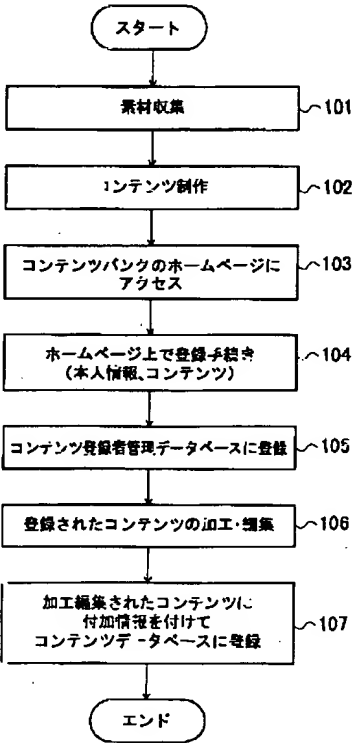 スタート
素材収集
101
コンテンツ制作
102
コンテンツバンクのホームページに
アクセス
103
ホームページ上で登録手続き
(本人情報、コンテンツ)
104
コンテンツ登録者管理データベースに登録
105
登録されたコンテンツの加工・編集
106
加工編集されたコンテンツに
付加情報を付けて
コンテンツデータベースに登録
107
エンド